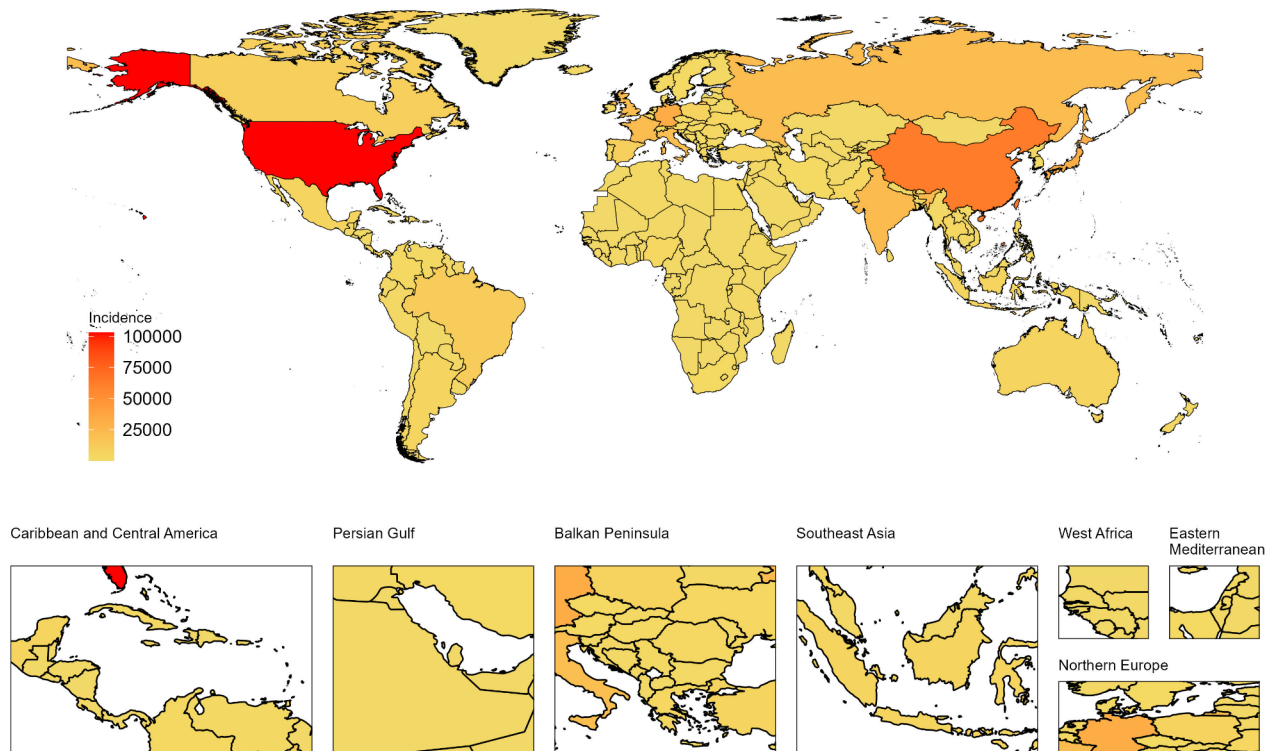 Incidence
100000
75000
50000
25000
Caribbean and Central America
Persian Gulf
Balkan Peninsula
Southeast Asia
West Africa
Eastern
Mediterranean
Northern Europe